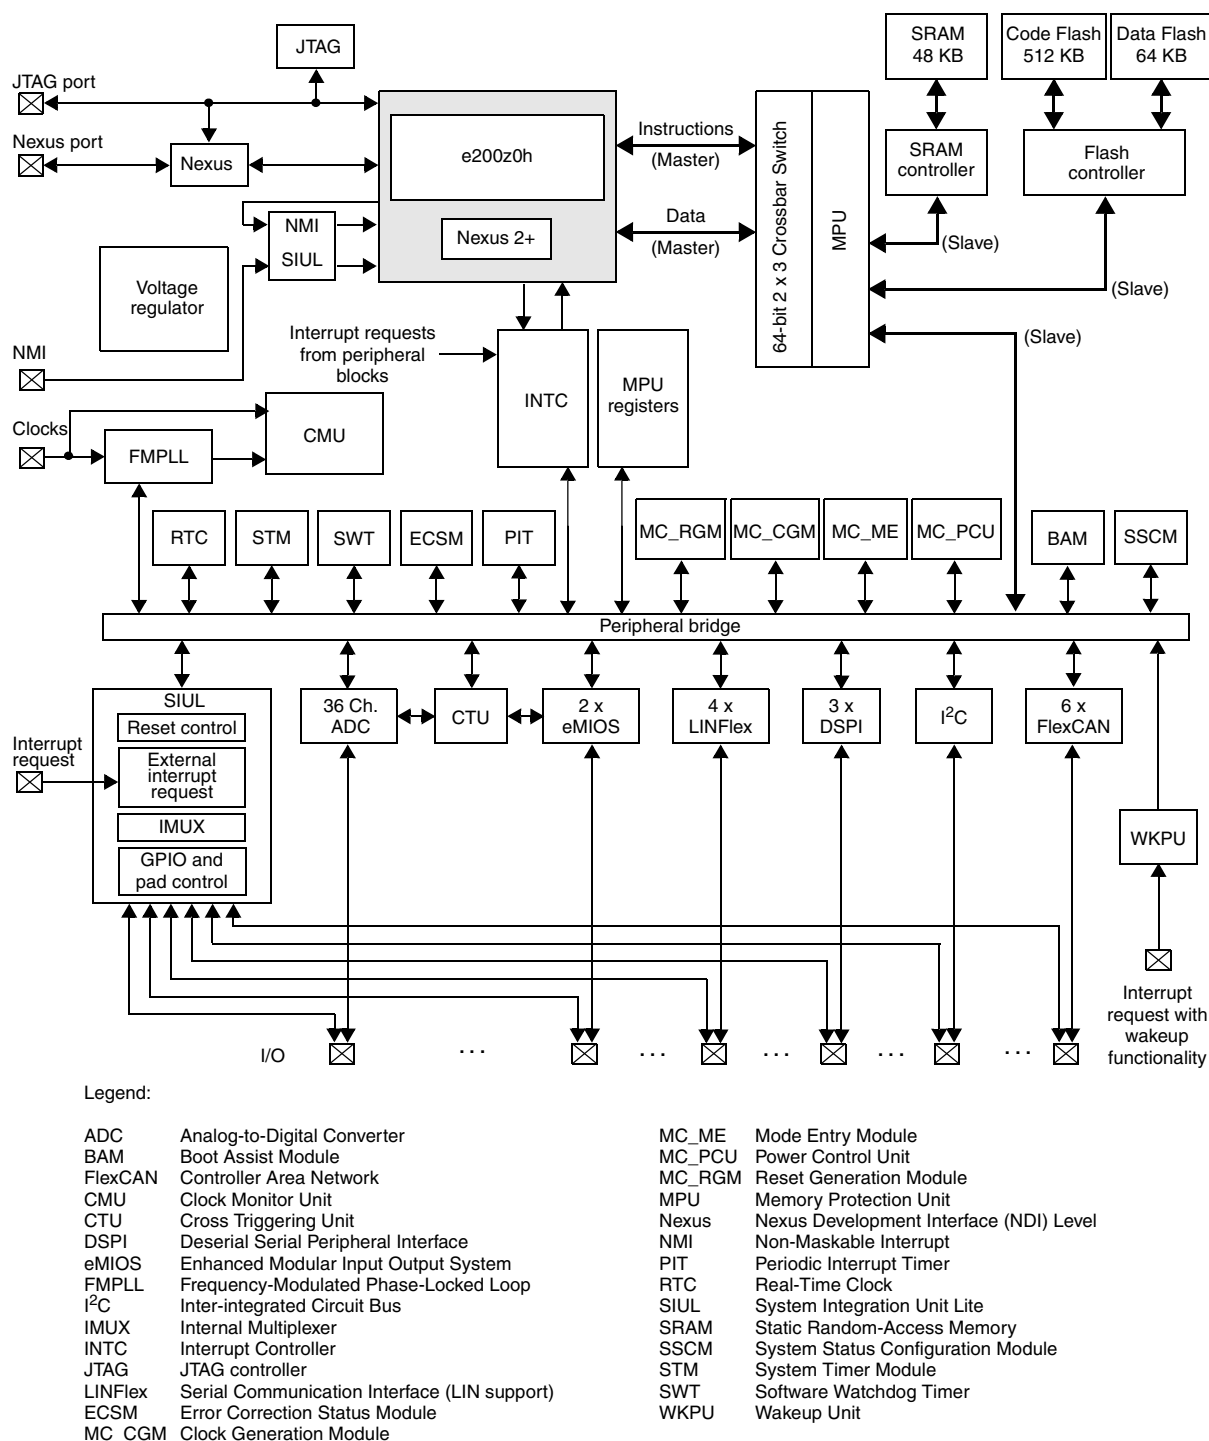 JTAG
SRAM
48 KB
Code Flash
512 KB
Data Flash
64 KB
JTAG port
Nexus port
Nexus
e200z0h
Nexus 2+
Instructions
(Master)
Data
(Master)
64-bit 2 x 3 Crossbar Switch
MPU
SRAM
controller
Flash
controller
(Slave)
(Slave)
(Slave)
NMI
SIUL
Voltage
regulator
NMI
Interrupt requests
from peripheral
blocks
INTC
MPU
registers
Clocks
FMPLL
CMU
RTC
STM
SWT
ECSM
PIT
MC_RGM
MC_CGM
MC_ME
MC_PCU
BAM
SSCM
Peripheral bridge
SIUL
Reset control
External
interrupt
request
IMUX
GPIO and
pad control
Interrupt
request
36 Ch.
ADC
CTU
2 x
eMIOS
4 x
LINFlex
3 x
DSPI
I²C
6 x
FlexCAN
WKPU
Interrupt
request with
wakeup
functionality
I/O
. . .
. . .
. . .
. . .
. . .
Legend:
ADC Analog-to-Digital Converter
BAM Boot Assist Module
FlexCAN Controller Area Network
CMU Clock Monitor Unit
CTU Cross Triggering Unit
DSPI Deserial Serial Peripheral Interface
eMIOS Enhanced Modular Input Output System
FMPLL Frequency-Modulated Phase-Locked Loop
I²C Inter-integrated Circuit Bus
IMUX Internal Multiplexer
INTC Interrupt Controller
JTAG JTAG controller
LINFlex Serial Communication Interface (LIN support)
ECSM Error Correction Status Module
MC_CGM Clock Generation Module
MC_ME Mode Entry Module
MC_PCU Power Control Unit
MC_RGM Reset Generation Module
MPU Memory Protection Unit
Nexus Nexus Development Interface (NDI) Level
NMI Non-Maskable Interrupt
PIT Periodic Interrupt Timer
RTC Real-Time Clock
SIUL System Integration Unit Lite
SRAM Static Random-Access Memory
SSCM System Status Configuration Module
STM System Timer Module
SWT Software Watchdog Timer
WKPU Wakeup Unit